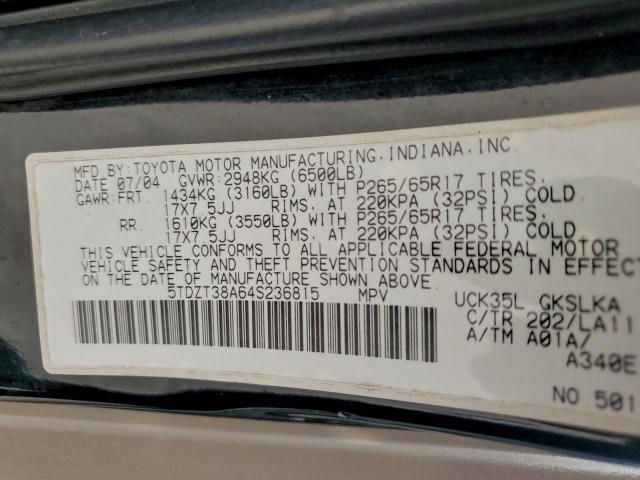 MFD.BY:TOYOTA MOTOR MANUFACTURING,INDIANA,INC.
DATE 07/04 GVWR:2948KG (6500LB)
GAWR:FRT. 1434KG (3160LB) WITH P265/65R17 TIRES.
17X7.5JJ RIMS. AT 220KPA (32PSI) COLD
RR. 1610KG (3550LB) WITH P265/65R17 TIRES.
17X7.5JJ RIMS. AT 220KPA (32PSI) COLD.
THIS VEHICLE CONFORMS TO ALL APPLICABLE FEDERAL MOTOR
VEHICLE SAFETY AND THEFT PREVENTION STANDARDS IN EFFECT
ON THE DATE OF MANUFACTURE SHOWN ABOVE.
5TDZT38A64S236815 MPV
UCK35L GKSLKA
C/TR 202/LA11
A/TM A01A/
A340E
NO.501